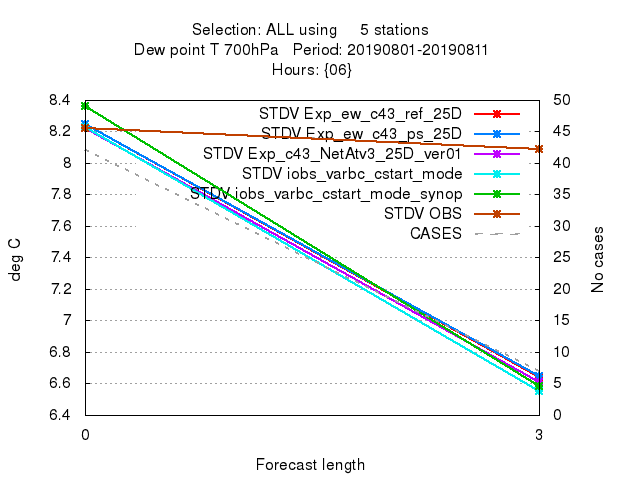 Selection: ALL using 5 stations
Dew point T 700hPa Period: 20190801-20190811
Hours: {06}
STDV Exp_ew_c43_ref_25D
STDV Exp_ew_c43_ps_25D
STDV Exp_c43_NetAtv3_25D_ver01
STDV iobs_varbc_cstart_mode
STDV iobs_varbc_cstart_mode_synop
STDV OBS
CASES
8.4
8.2
8
7.8
7.6
7.4
7.2
7
6.8
6.6
6.4
deg C
50
45
40
35
30
25
20
15
10
5
0
No cases
0 3
Forecast length